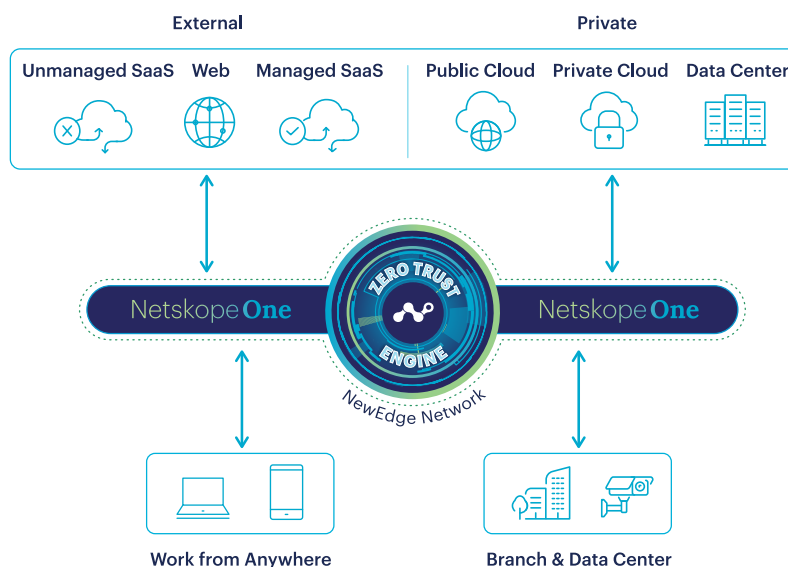 External
Private
Unmanaged SaaS
Web
Managed SaaS
Public Cloud
Private Cloud
Data Center
Netskope One
ZERO TRUST
ENGINE
Netskope One
NewEdge Network
Work from Anywhere
Branch & Data Center